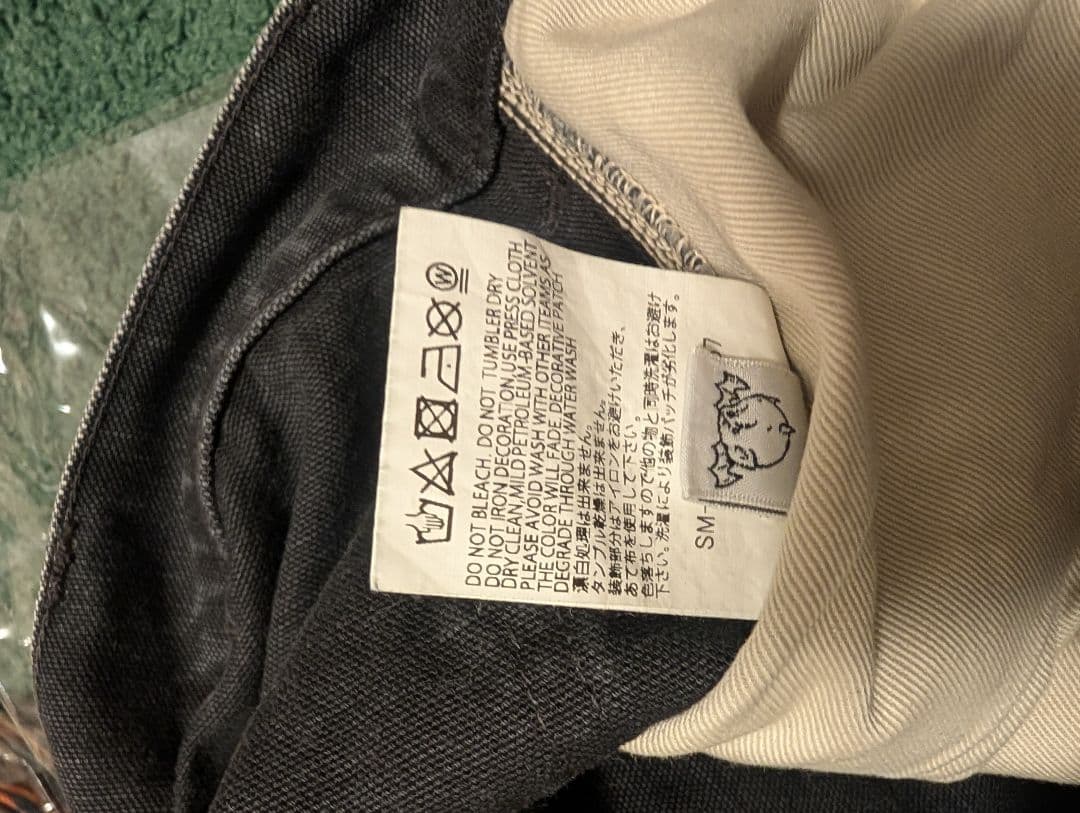 W
DO NOT BLEACH. DO NOT TUMBLER DRY
DO NOT IRON DECORATION,USE PRESS CLOTH
DRY CLEAN,MILD PETROLEUM-BASED SOLVENT
PLEASE AVOID WASH WITH OTHER ITEAMS AS
THE COLOR WILL FADE. DECORATIVE PATCH
DEGRADE THROUGH WATER WASH
漂白処理は出来ません。
タンブル乾燥は出来ません。
装飾部分はアイロンをお避けいただき、
あて布を使用して下さい。
色落ちしますので他の物と同時洗濯はお避け
下さい。洗濯により装飾パッチが劣化します。
SM-